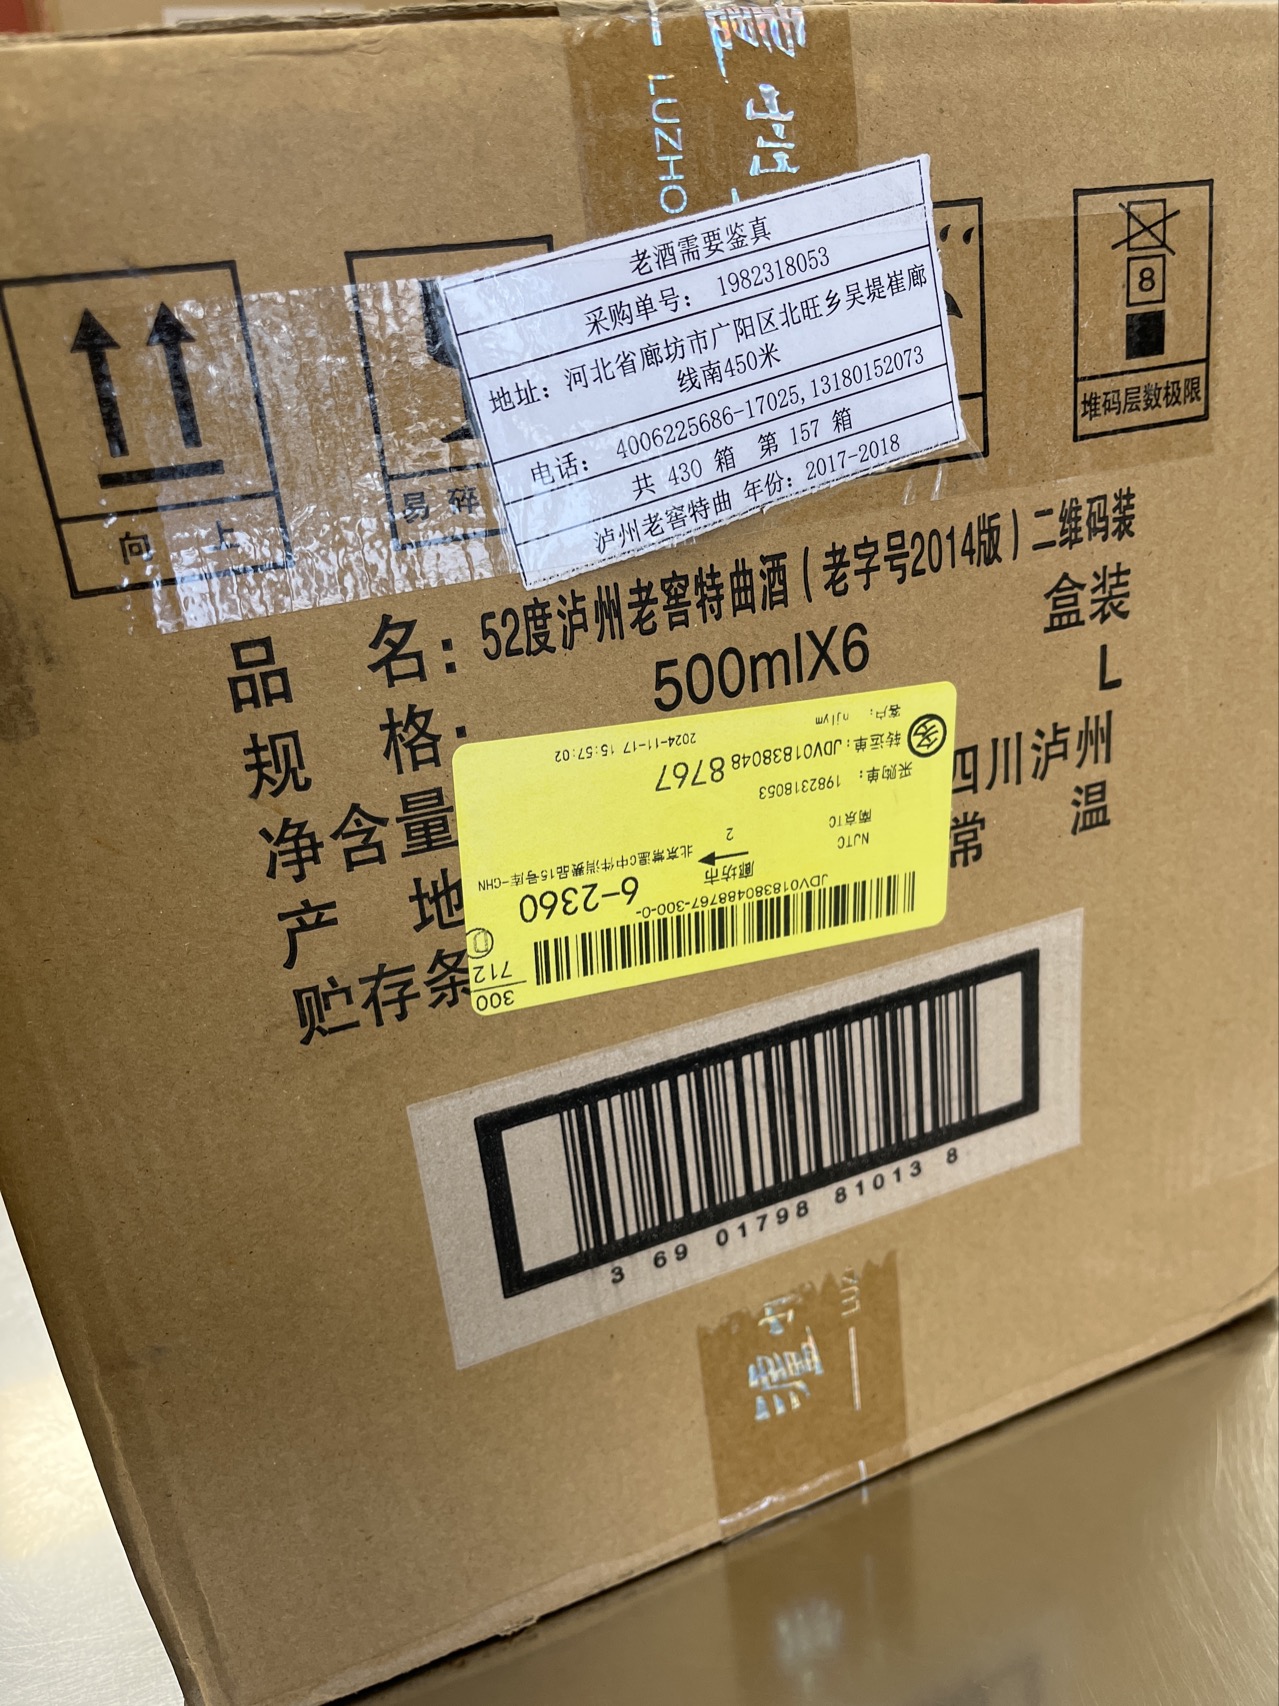 LUZHO
老酒需要鉴真
采购单号： 1982318053
地址：河北省廊坊市广阳区北旺乡吴堤崔廊
线南450米
电话： 4006225686-17025,13180152073
共 430 箱 第 157 箱
泸州老窖特曲 年份：2017-2018
向 上
易 碎
8
堆码层数极限
品 名：52度泸州老窖特曲酒（老字号2014版）二维码装
盒装
规 格： 500mlX6
净含量 L
产 地 四川泸州
贮存条 常 温
JDV018380488767-300-0-
300
712
6-2360
廊坊市
NJTC
南京TC
北京常温C中件消费品15号库-CHN
2
采购单： 1982318053
转运单：JDV018380488767
客户： njlym
2024-11-17 15:57:02
3 69 01798 81013 8